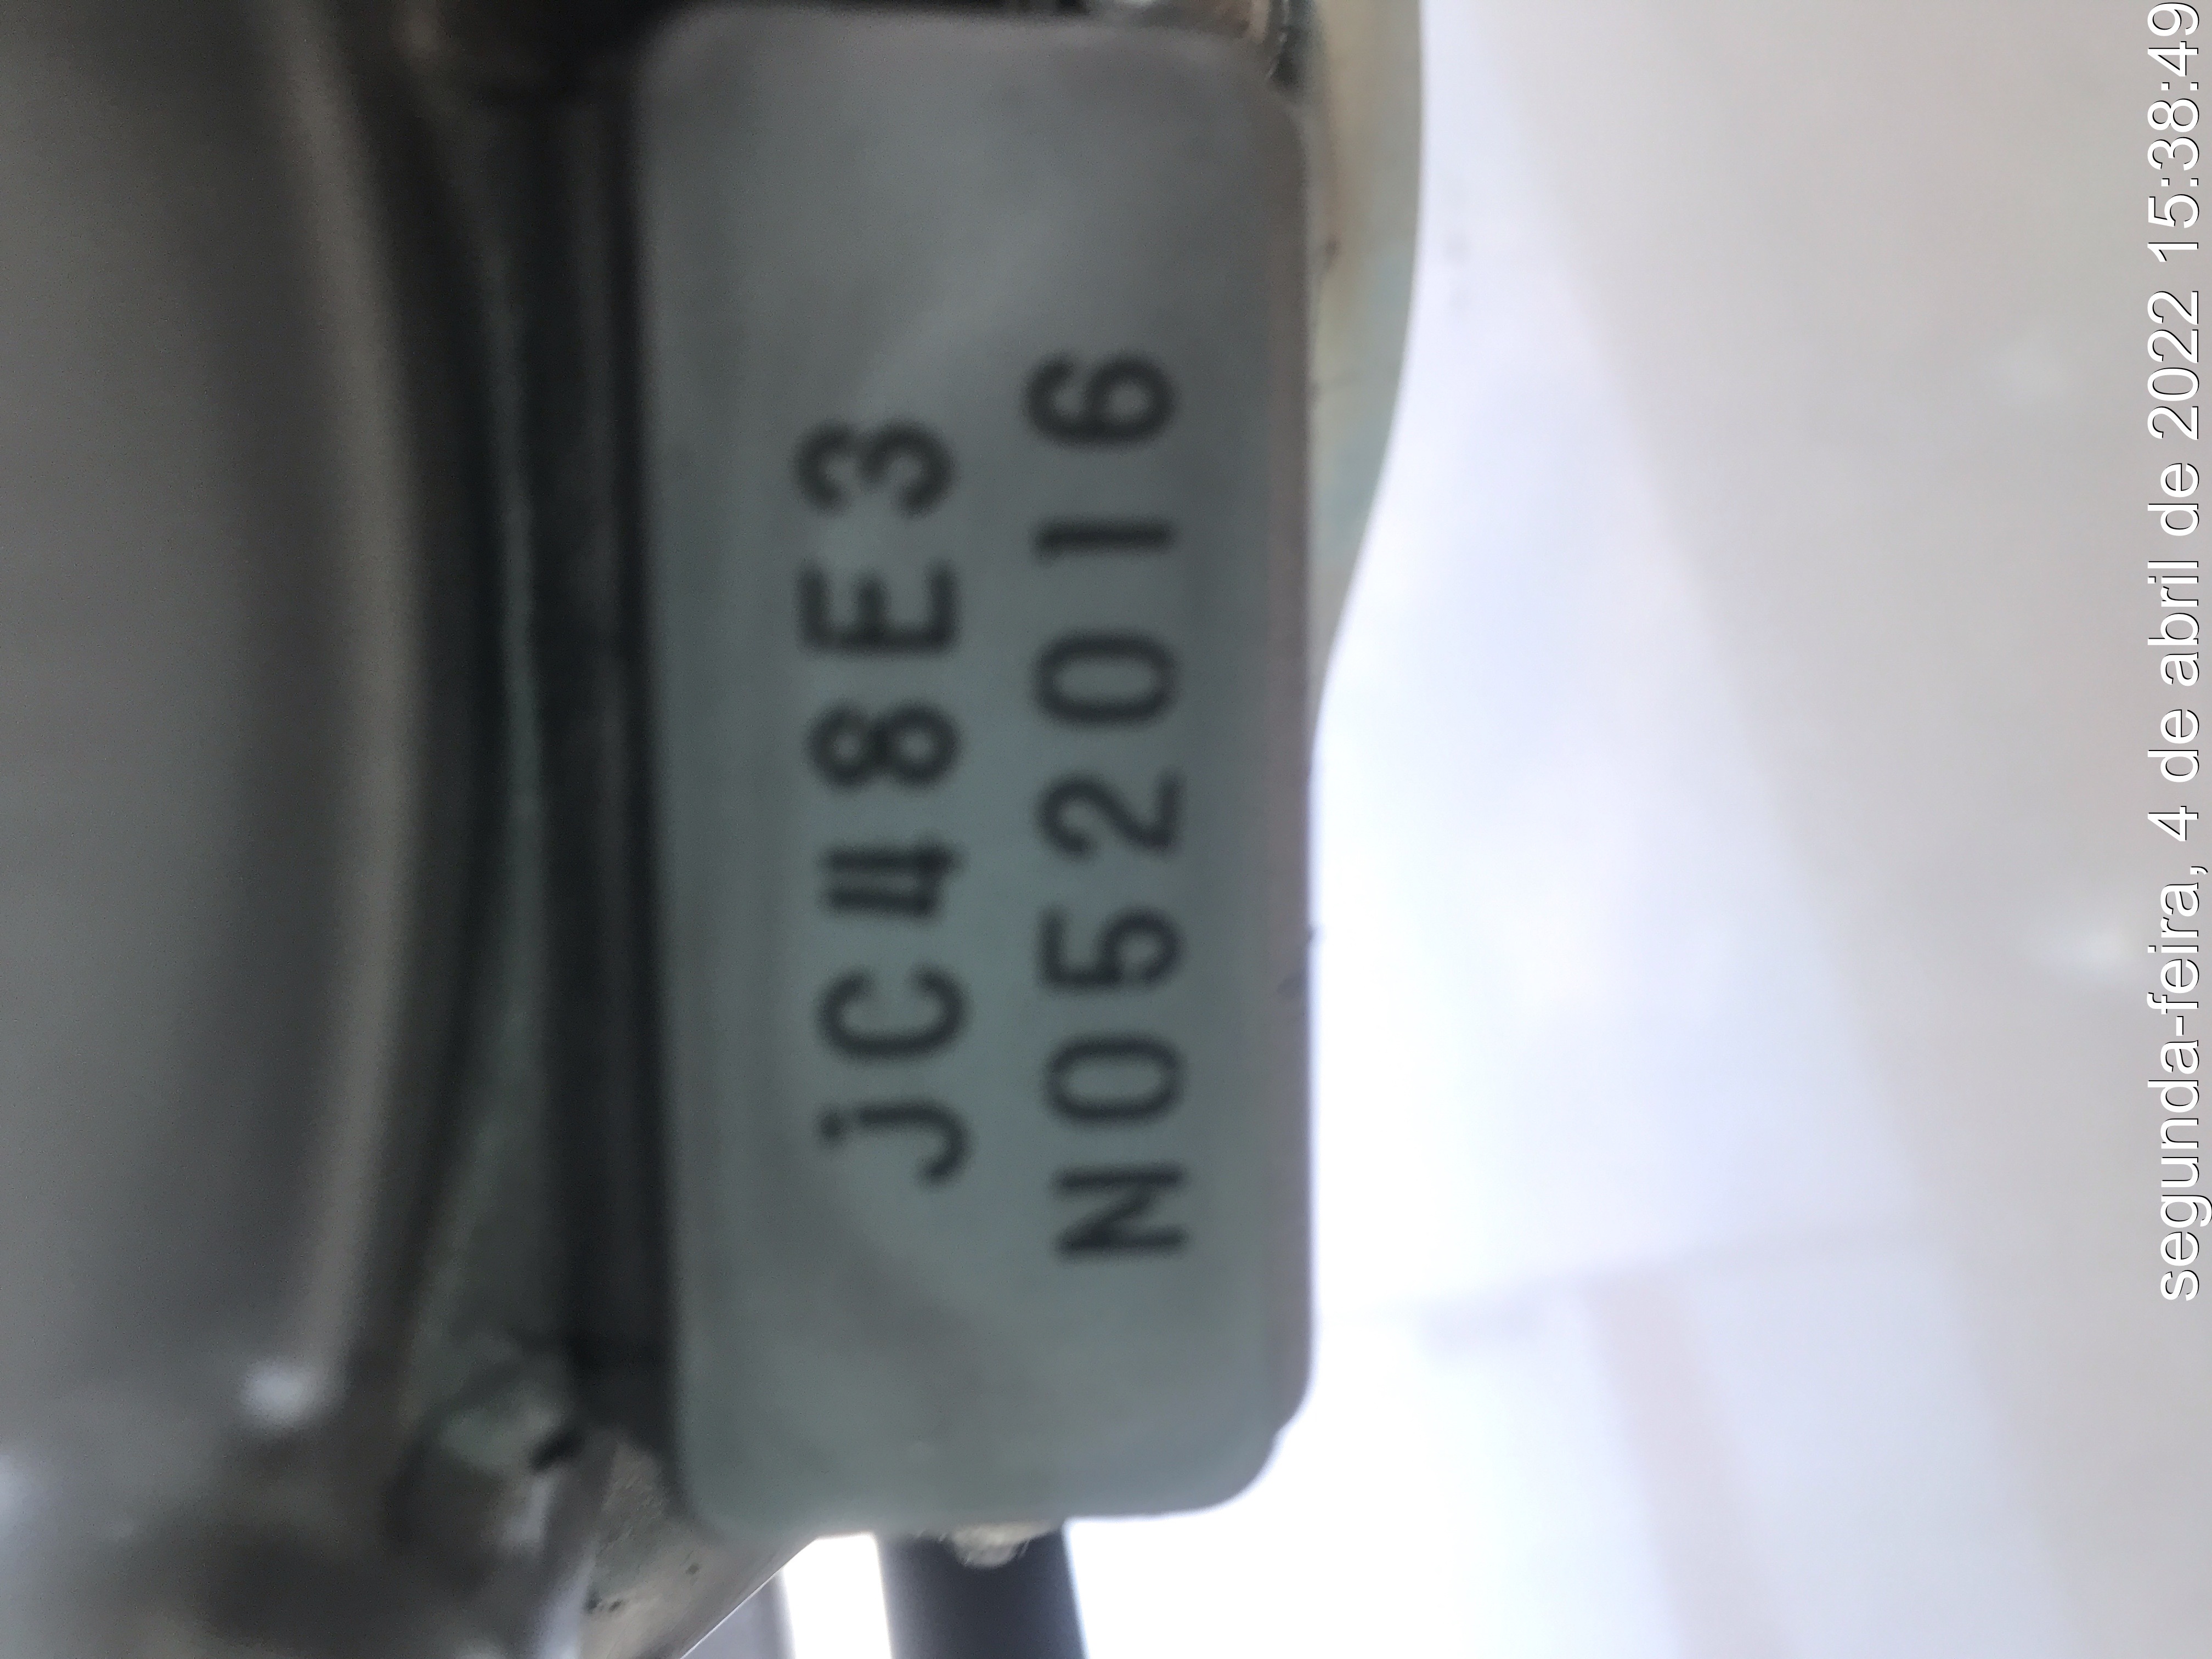 jC48E3
N052016
segunda-feira, 4 de abril de 2022 15:38:49